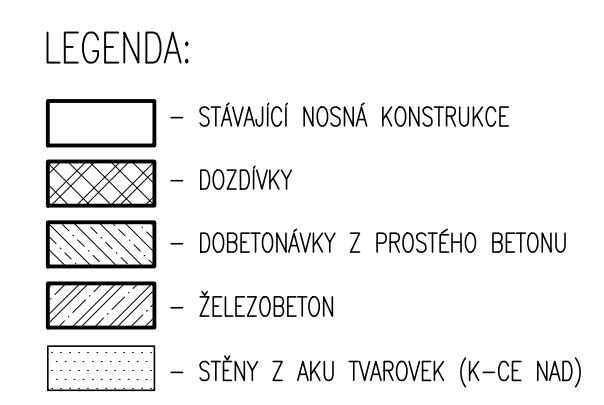 LEGENDA:
– STÁVAJÍCÍ NOSNÁ KONSTRUKCE
– DOZDÍVKY
– DOBETONÁVKY Z PROSTÉHO BETONU
– ŽELEZOBETON
– STĚNY Z AKU TVAROVEK (K–CE NAD)